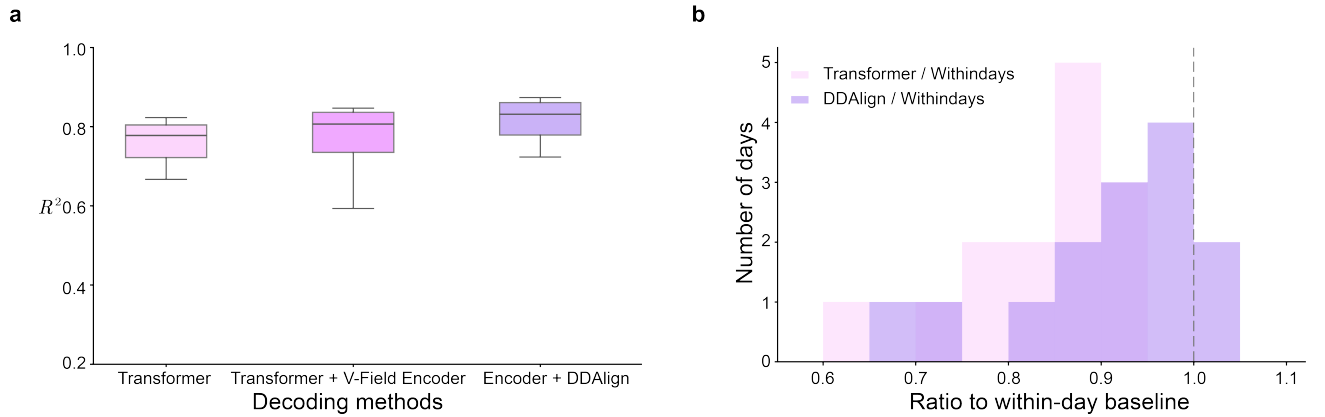 a
1.0
0.8
R² 0.6
0.4
0.2
Transformer Transformer + V-Field Encoder Encoder + DDAlign
Decoding methods
b
Number of days
5
4
3
2
1
0
Transformer / Withindays
DDAlign / Withindays
0.6 0.7 0.8 0.9 1.0 1.1
Ratio to within-day baseline